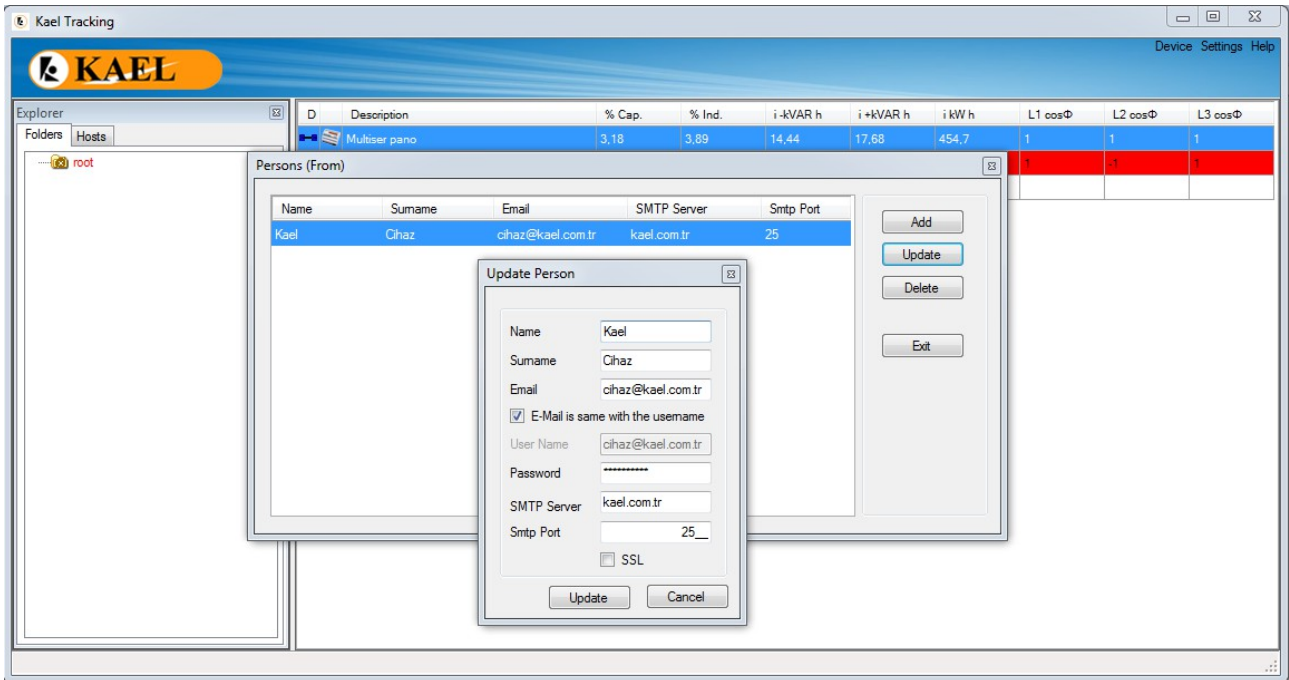 Kael Tracking
KAEL
Device Settings Help
Explorer
Folders Hosts
root
D Description % Cap. % Ind. i -kVAR h i +kVAR h i kW h L1 cosΦ L2 cosΦ L3 cosΦ
Multiser pano 3,18 3,89 14,44 17,68 454,7 1 1 1
1 -1 1
Persons (From)
Name Surname Email SMTP Server Smtp Port
Kael Cihaz cihaz@kael.com.tr kael.com.tr 25
Add
Update
Delete
Exit
Update Person
Name Kael
Surname Cihaz
Email cihaz@kael.com.tr
E-Mail is same with the username
User Name cihaz@kael.com.tr
Password **********
SMTP Server kael.com.tr
Smtp Port 25__
SSL
Update Cancel